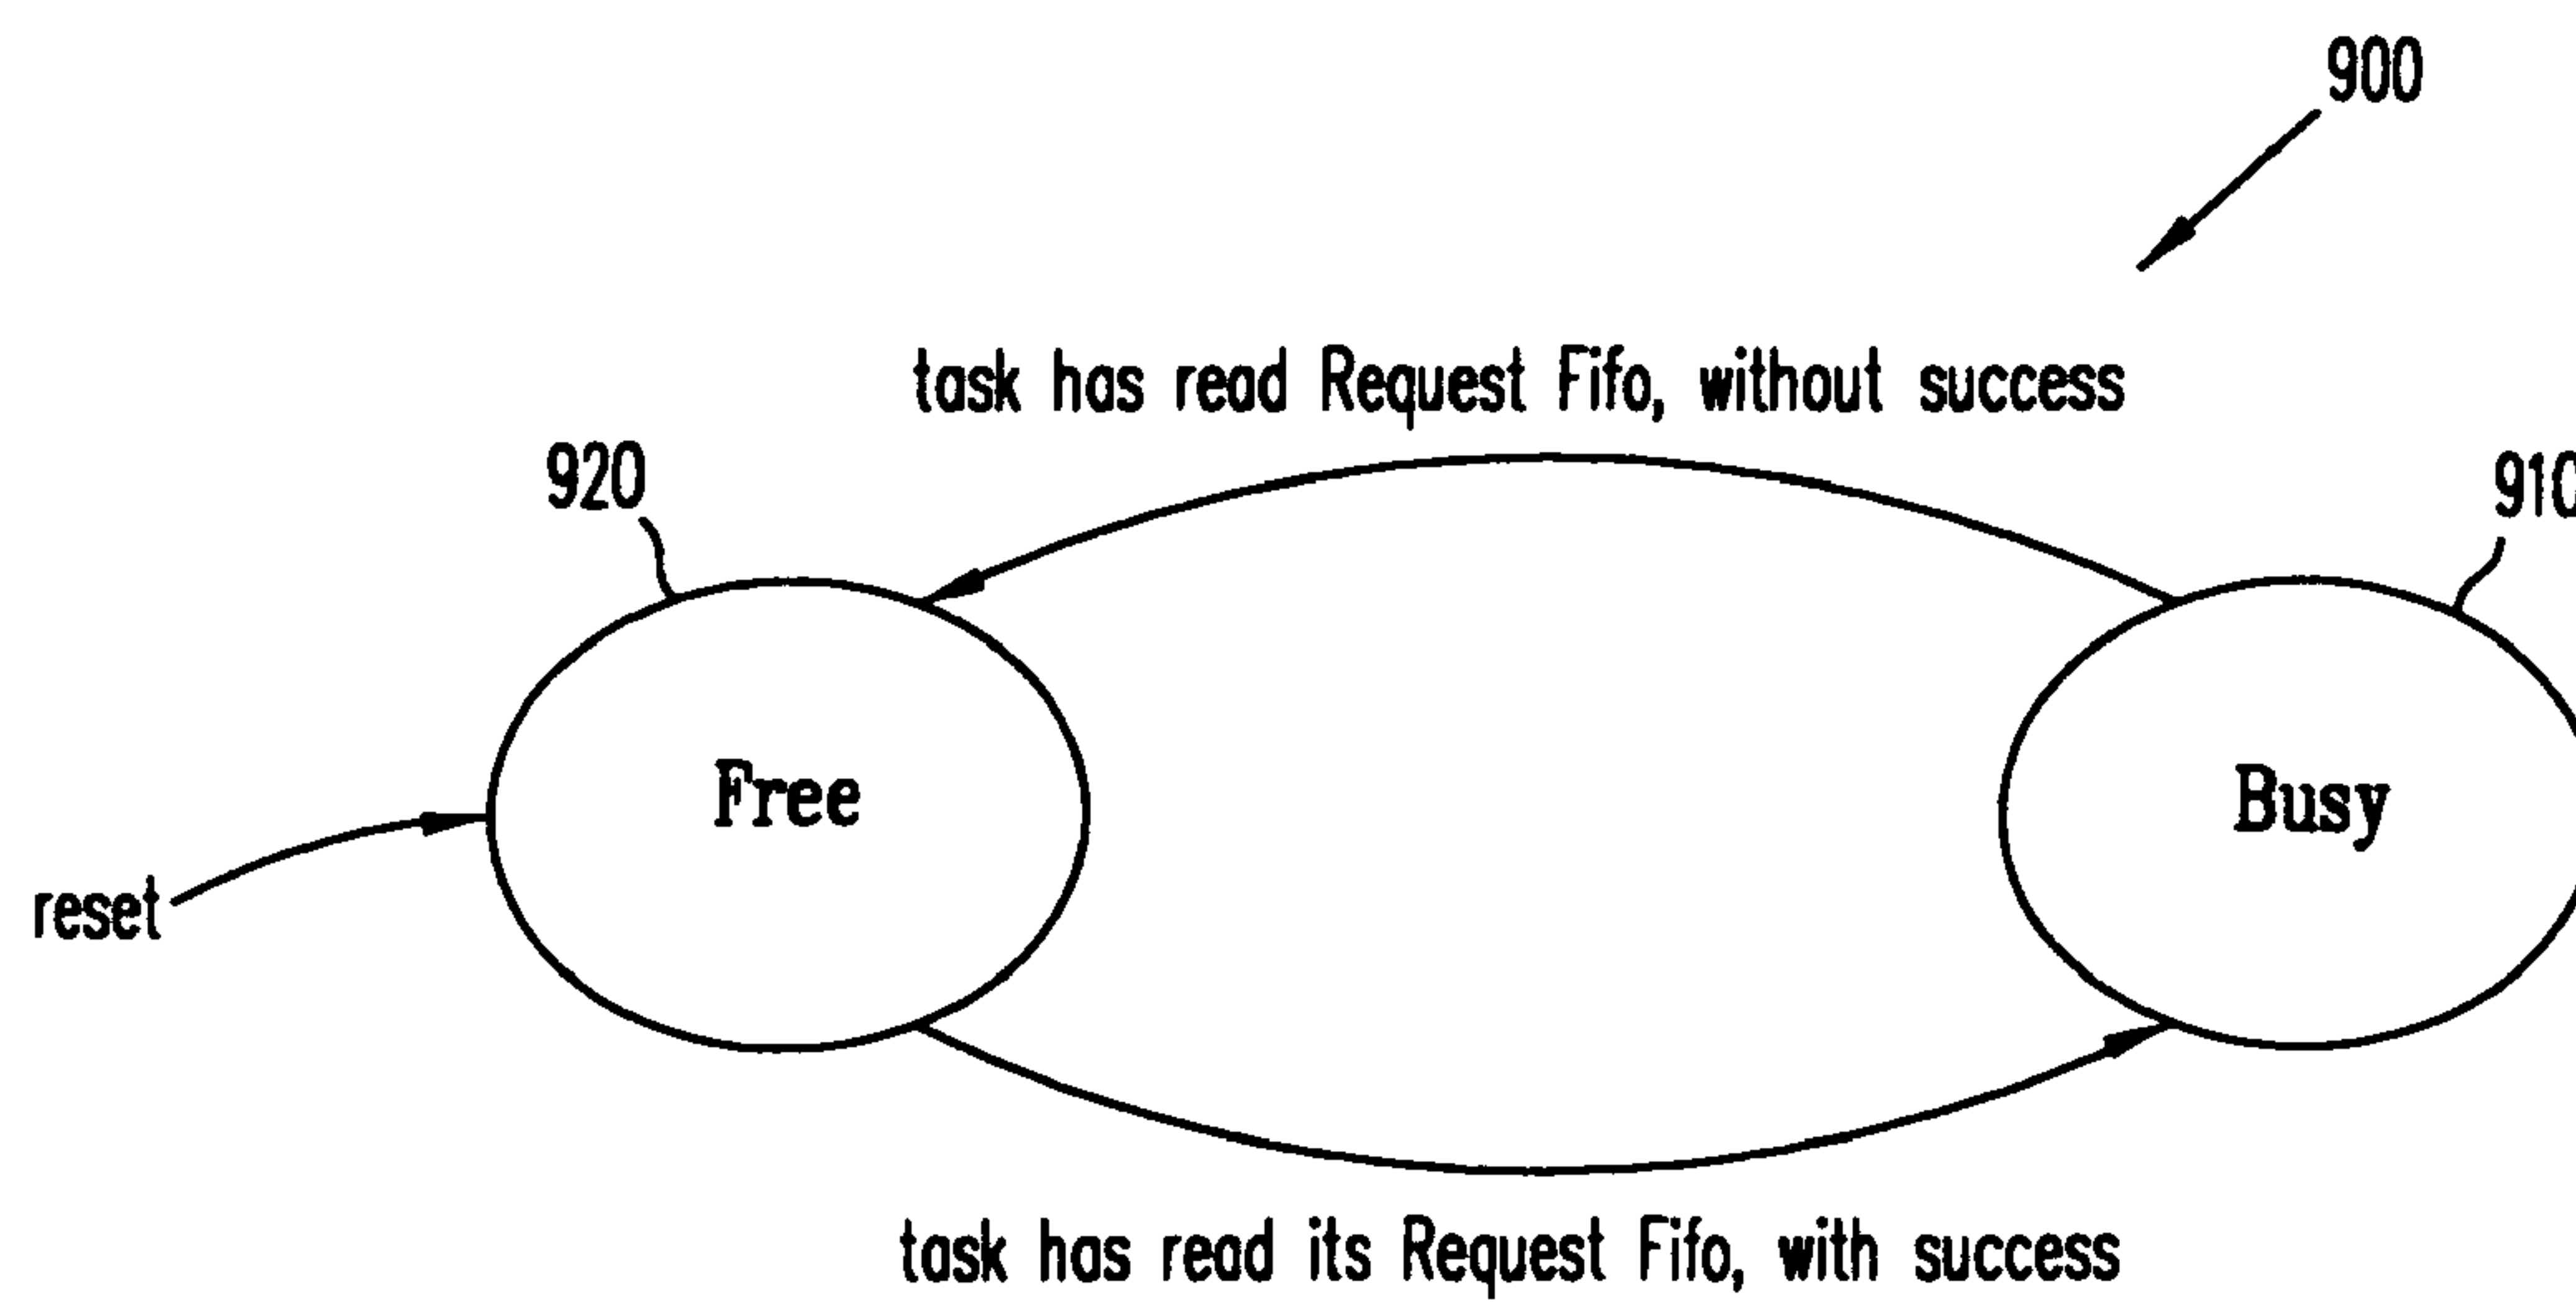 900
task has read Request Fifo, without success
920
910
Free
Busy
reset
task has read its Request Fifo, with success